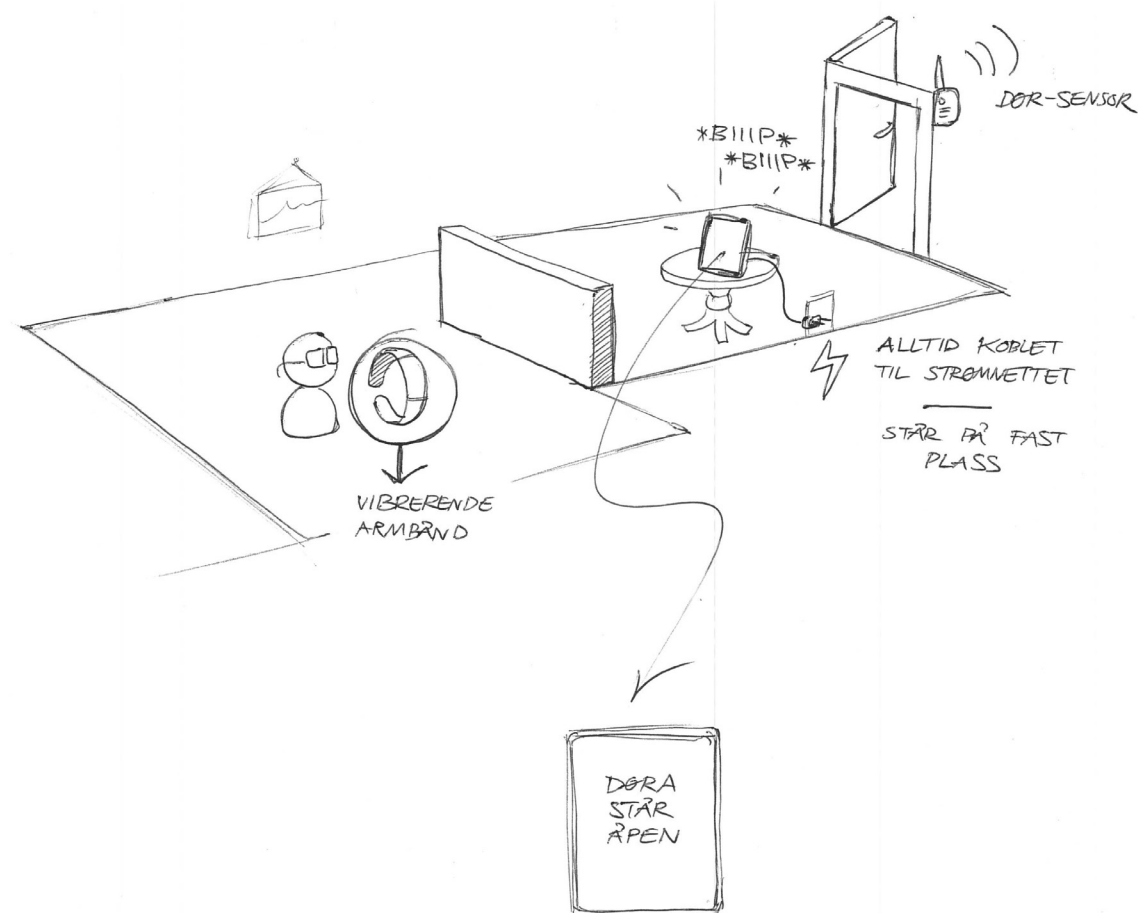 DØR-SENSOR
*BIIIP*
*BIIIP*
ALLTID KOBLET
TIL STRØMNETTET
STÅR PÅ FAST
PLASS
VIBRERENDE
ARMBÅND
DØRA
STÅR
ÅPEN